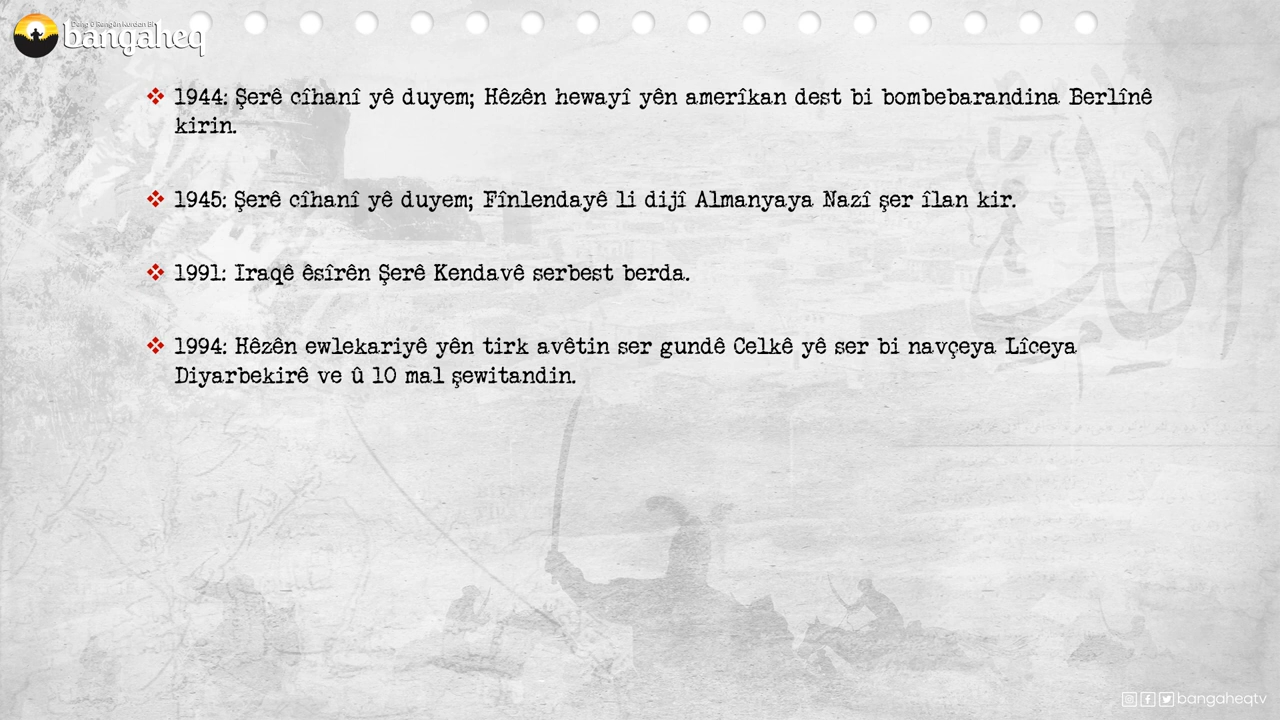 bangaheq
1944: Şerê cîhanî yê duyem; Hêzên hewayî yên amerîkan dest bi bombebarandina Berlînê
kirin.
1945: Şerê cîhanî yê duyem; Fînlendayê li dijî Almanyaya Nazî şer îlan kir.
1991: Iraqê êsîrên Şerê Kendavê serbest berda.
1994: Hêzên ewlekariyê yên tirk avêtin ser gundê Celkê yê ser bi navçeya Lîceya
Diyarbekirê ve û 10 mal şewitandin.
bangaheqtv